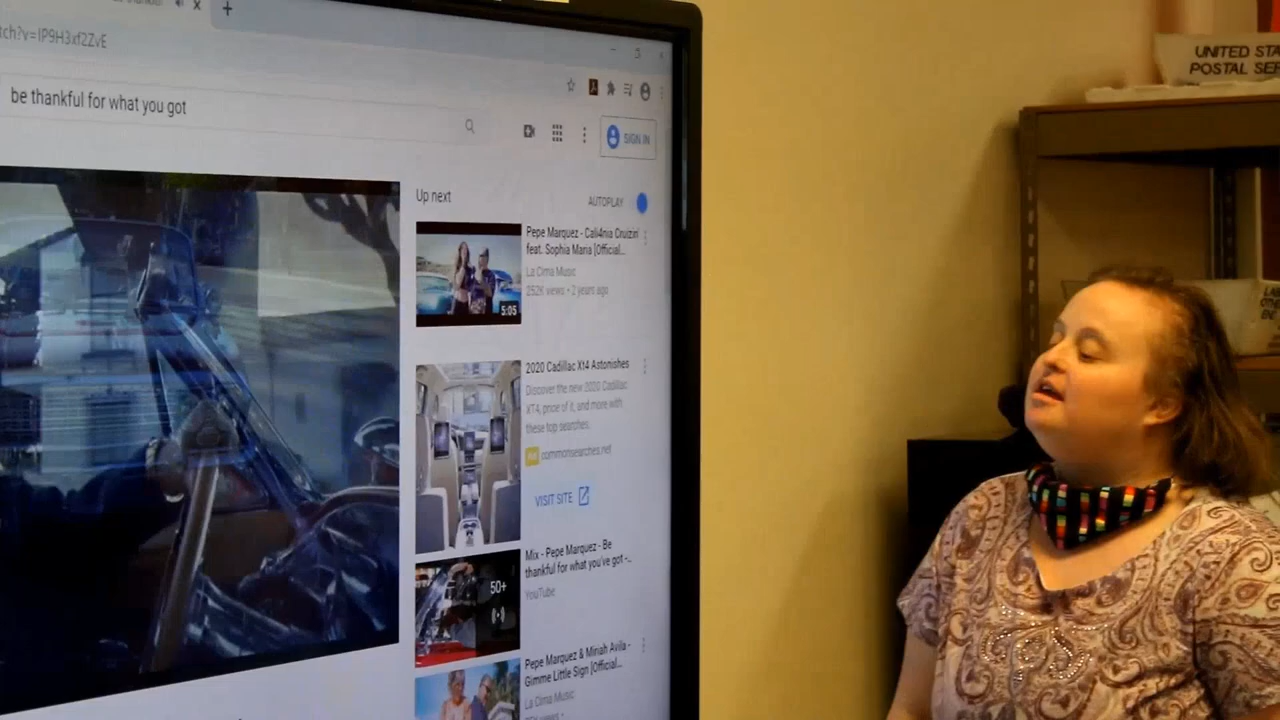 tch?v=IP9H3xf2ZvE
be thankful for what you got
SIGN IN
Up next
AUTOPLAY
Pepe Marquez - Cali4nia Cruizin
feat. Sophia Maria [Official...
La Cima Music
252K views • 2 years ago
5:05
2020 Cadillac Xt4 Astonishes
Discover the new 2020 Cadillac
XT4, price of it, and more with
these top searches.
Ad commonsearches.net
VISIT SITE
Mix - Pepe Marquez - Be
thankful for what you've got -...
YouTube
50+
Pepe Marquez & Miriah Avila -
Gimme Little Sign [Official...
La Cima Music
UNITED STA
POSTAL SER